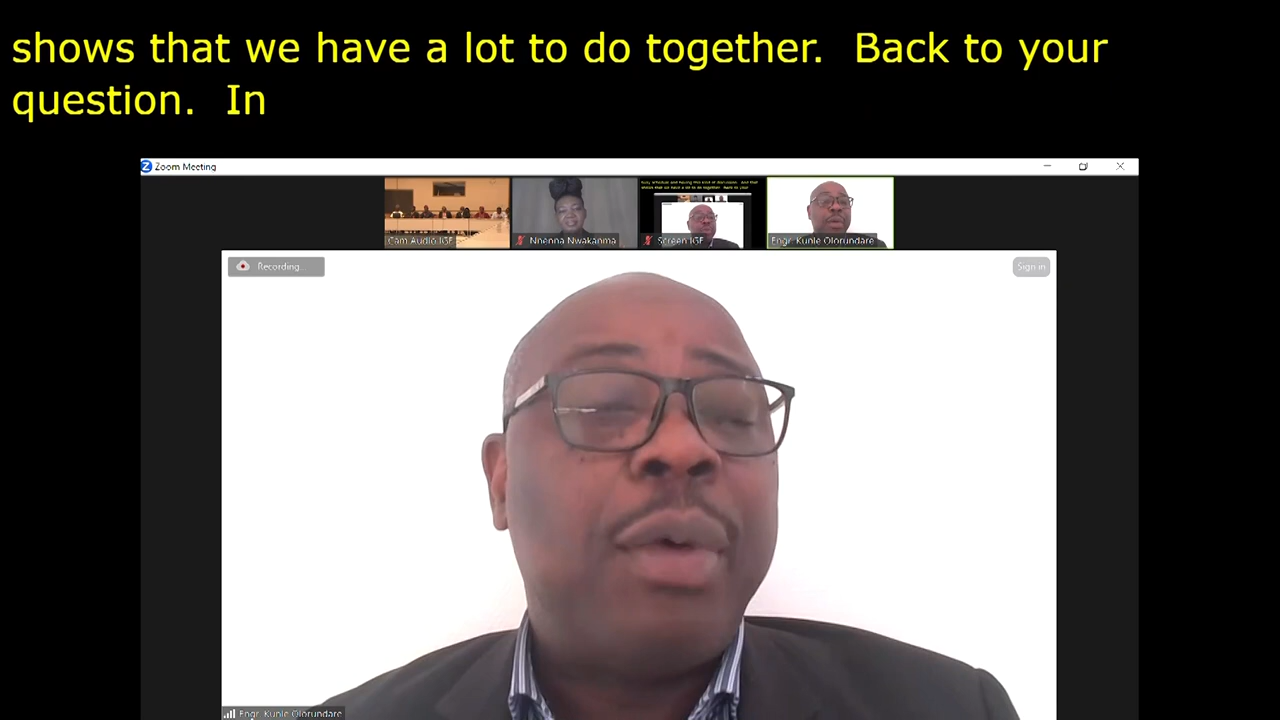 shows that we have a lot to do together.  Back to your
question.  In
Zoom Meeting
Cam Audio IGF
Nnenna Nwakanma
Screen IGF
Engr. Kunle Olorundare
Recording...
Sign in
Engr. Kunle Olorundare